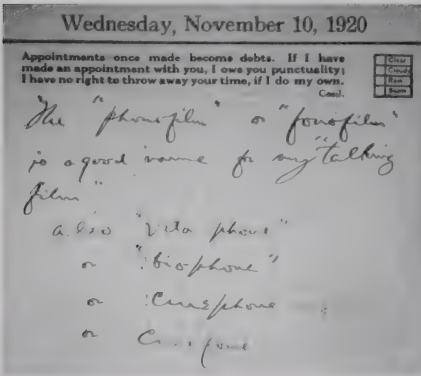 Wednesday, November 10, 1920
Appointments once made become debts. If I have
made an appointment with you, I owe you punctuality;
I have no right to throw away your time, if I do my own.
Cecil.
Clear
Cloudy
Rain
Snow
The "phonofilm" or "fonofilm"
is a good name for my "talking
film"
also "vita phone"
or "biophone"
or "Cinephone
or